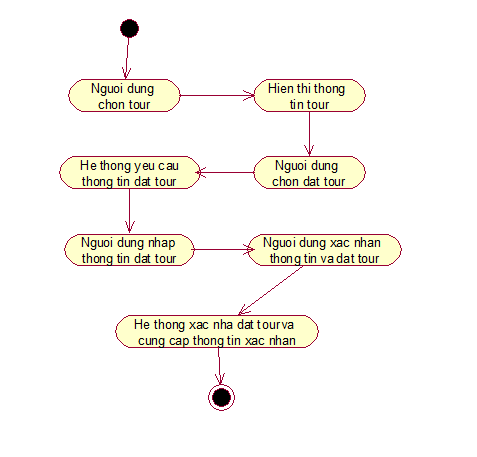 Nguoi dung
chon tour
Hien thi thong
tin tour
Nguoi dung
chon dat tour
He thong yeu cau
thong tin dat tour
Nguoi dung nhap
thong tin dat tour
Nguoi dung xac nhan
thong tin va dat tour
He thong xac nha dat tour va
cung cap thong tin xac nhan